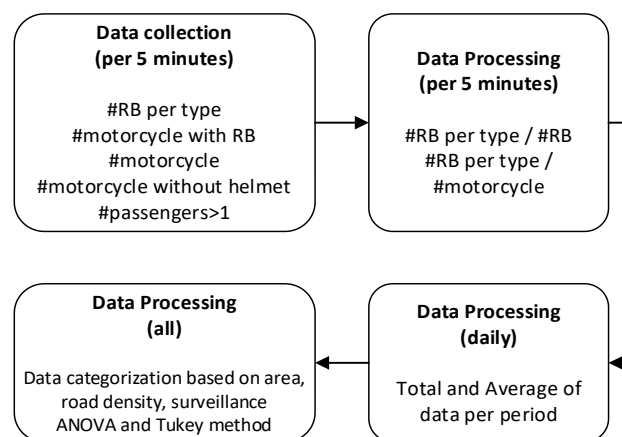 Data collection
(per 5 minutes)
#RB per type
#motorcycle with RB
#motorcycle
#motorcycle without helmet
#passengers>1
Data Processing
(per 5 minutes)
#RB per type / #RB
#RB per type /
#motorcycle
Data Processing
(daily)
Total and Average of
data per period
Data Processing
(all)
Data categorization based on area,
road density, surveillance
ANOVA and Tukey method